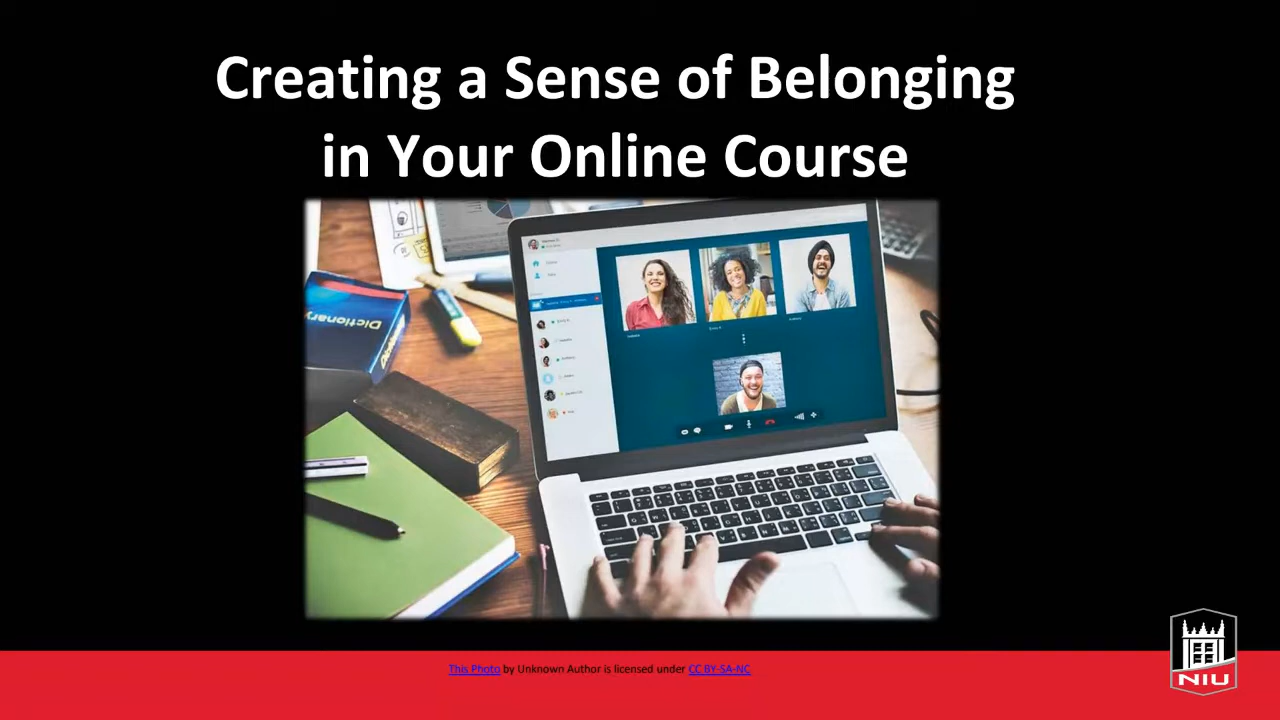 Creating a Sense of Belonging
in Your Online Course
Dictionary
This Photo by Unknown Author is licensed under CC BY-SA-NC
NIU